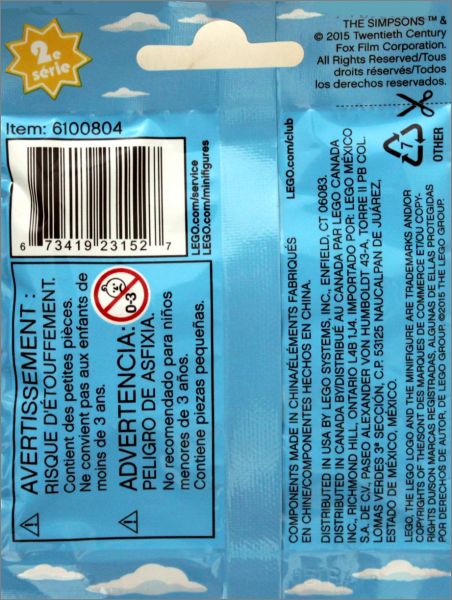 2e
série
THE SIMPSONS ™ &
© 2015 Twentieth Century
Fox Film Corporation.
All Rights Reserved/Tous
droits réservés/Todos
los derechos reservados.
Item: 6100804
6 73419 23152 7
LEGO.com/service
LEGO.com/minifigures
AVERTISSEMENT :
RISQUE D'ÉTOUFFEMENT.
Contient des petites pièces.
Ne convient pas aux enfants de
moins de 3 ans.
0-3
ADVERTENCIA:
PELIGRO DE ASFIXIA.
No recomendado para niños
menores de 3 años.
Contiene piezas pequeñas.
LEGO.com/club
7
OTHER
COMPONENTS MADE IN CHINA/ÉLÉMENTS FABRIQUÉS
EN CHINE/COMPONENTES HECHOS EN CHINA.
DISTRIBUTED IN USA BY LEGO SYSTEMS, INC., ENFIELD, CT 06083.
DISTRIBUTED IN CANADA BY/DISTRIBUÉ AU CANADA PAR LEGO CANADA
INC., RICHMOND HILL, ONTARIO L4B 1J4. IMPORTADO POR: LEGO MÉXICO
S.A. DE C.V. PASEO ALEXANDER VON HUMBOLDT 43-A, TORRE II PB COL.
LOMAS VERDES 3ª SECCIÓN, C.P. 53125 NAUCALPAN DE JUÁREZ,
ESTADO DE MÉXICO, MÉXICO.
LEGO, THE LEGO LOGO AND THE MINIFIGURE ARE TRADEMARKS AND/OR
COPYRIGHTS OF THE/SONT DES MARQUES DE COMMERCE ET/OU COPY-
RIGHTS DU/SON MARCAS REGISTRADAS, ALGUNAS DE ELLAS PROTEGIDAS
POR DERECHOS DE AUTOR, DE LEGO GROUP. ©2015 THE LEGO GROUP.